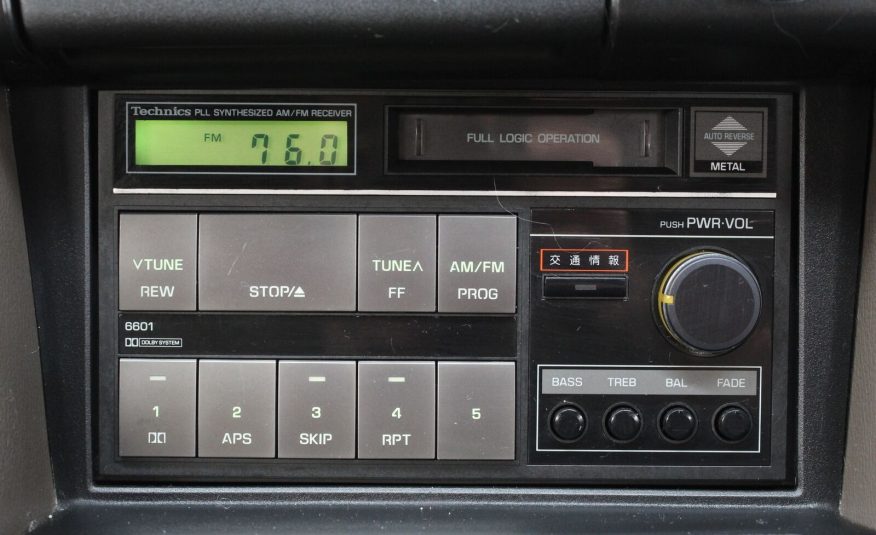 Technics PLL SYNTHESIZED AM/FM RECEIVER
FM 76.0
FULL LOGIC OPERATION
AUTO REVERSE
METAL
PUSH PWR·VOL
∨TUNE
REW
STOP/⏏
TUNE∧
FF
AM/FM
PROG
交通情報
6601
DOLBY SYSTEM
1
2
APS
3
SKIP
4
RPT
5
BASS TREB BAL FADE